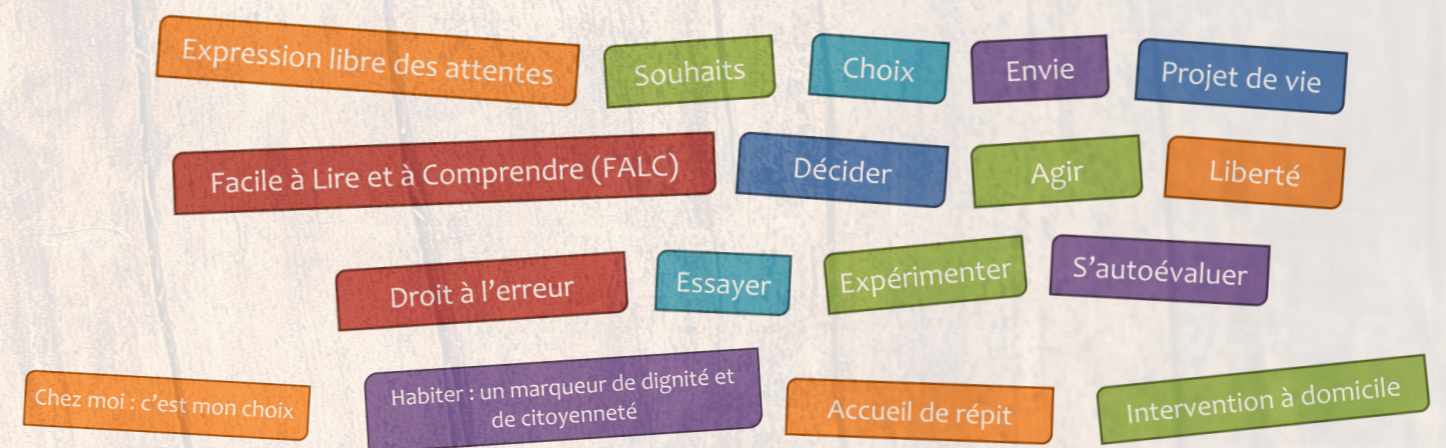 Expression libre des attentes
Souhaits
Choix
Envie
Projet de vie
Facile à Lire et à Comprendre (FALC)
Décider
Agir
Liberté
Droit à l'erreur
Essayer
Expérimenter
S'autoévaluer
Chez moi : c'est mon choix
Habiter : un marqueur de dignité et
de citoyenneté
Accueil de répit
Intervention à domicile